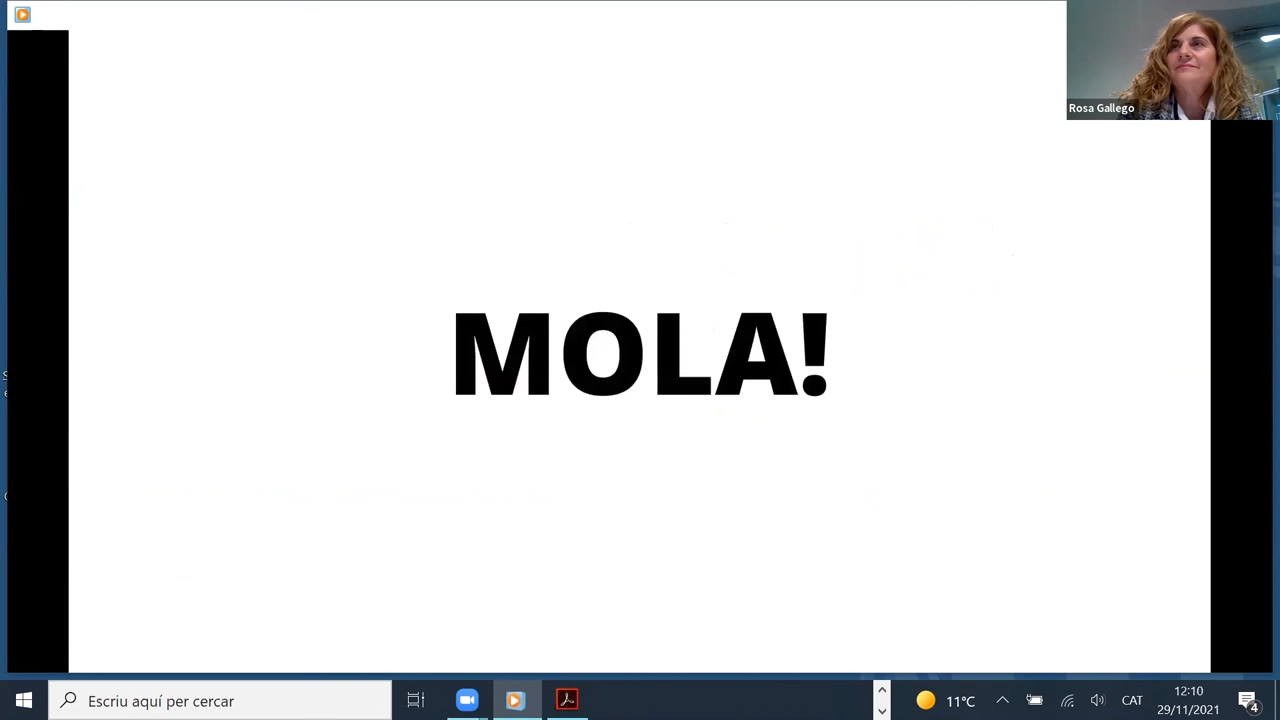 Rosa Gallego
MOLA!
Escriu aquí per cercar
11°C
CAT
12:10
29/11/2021
4